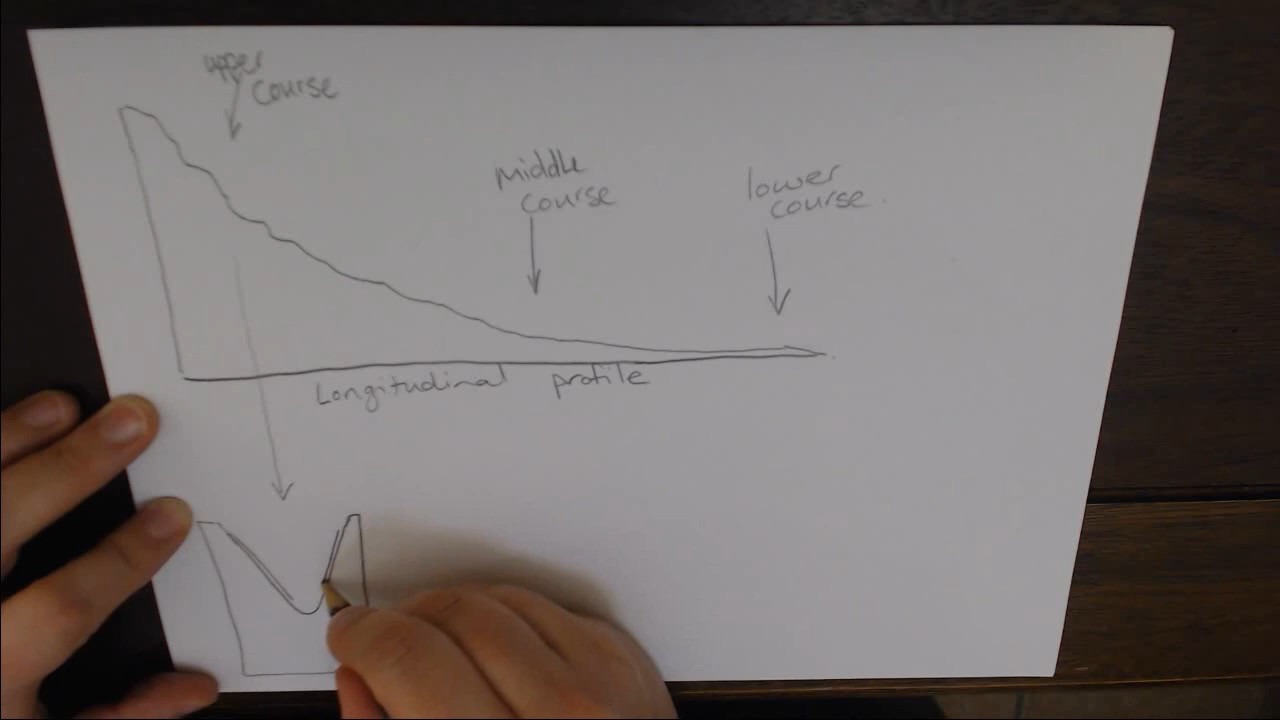 upper
course
middle
course
lower
course.
Longitudinal profile